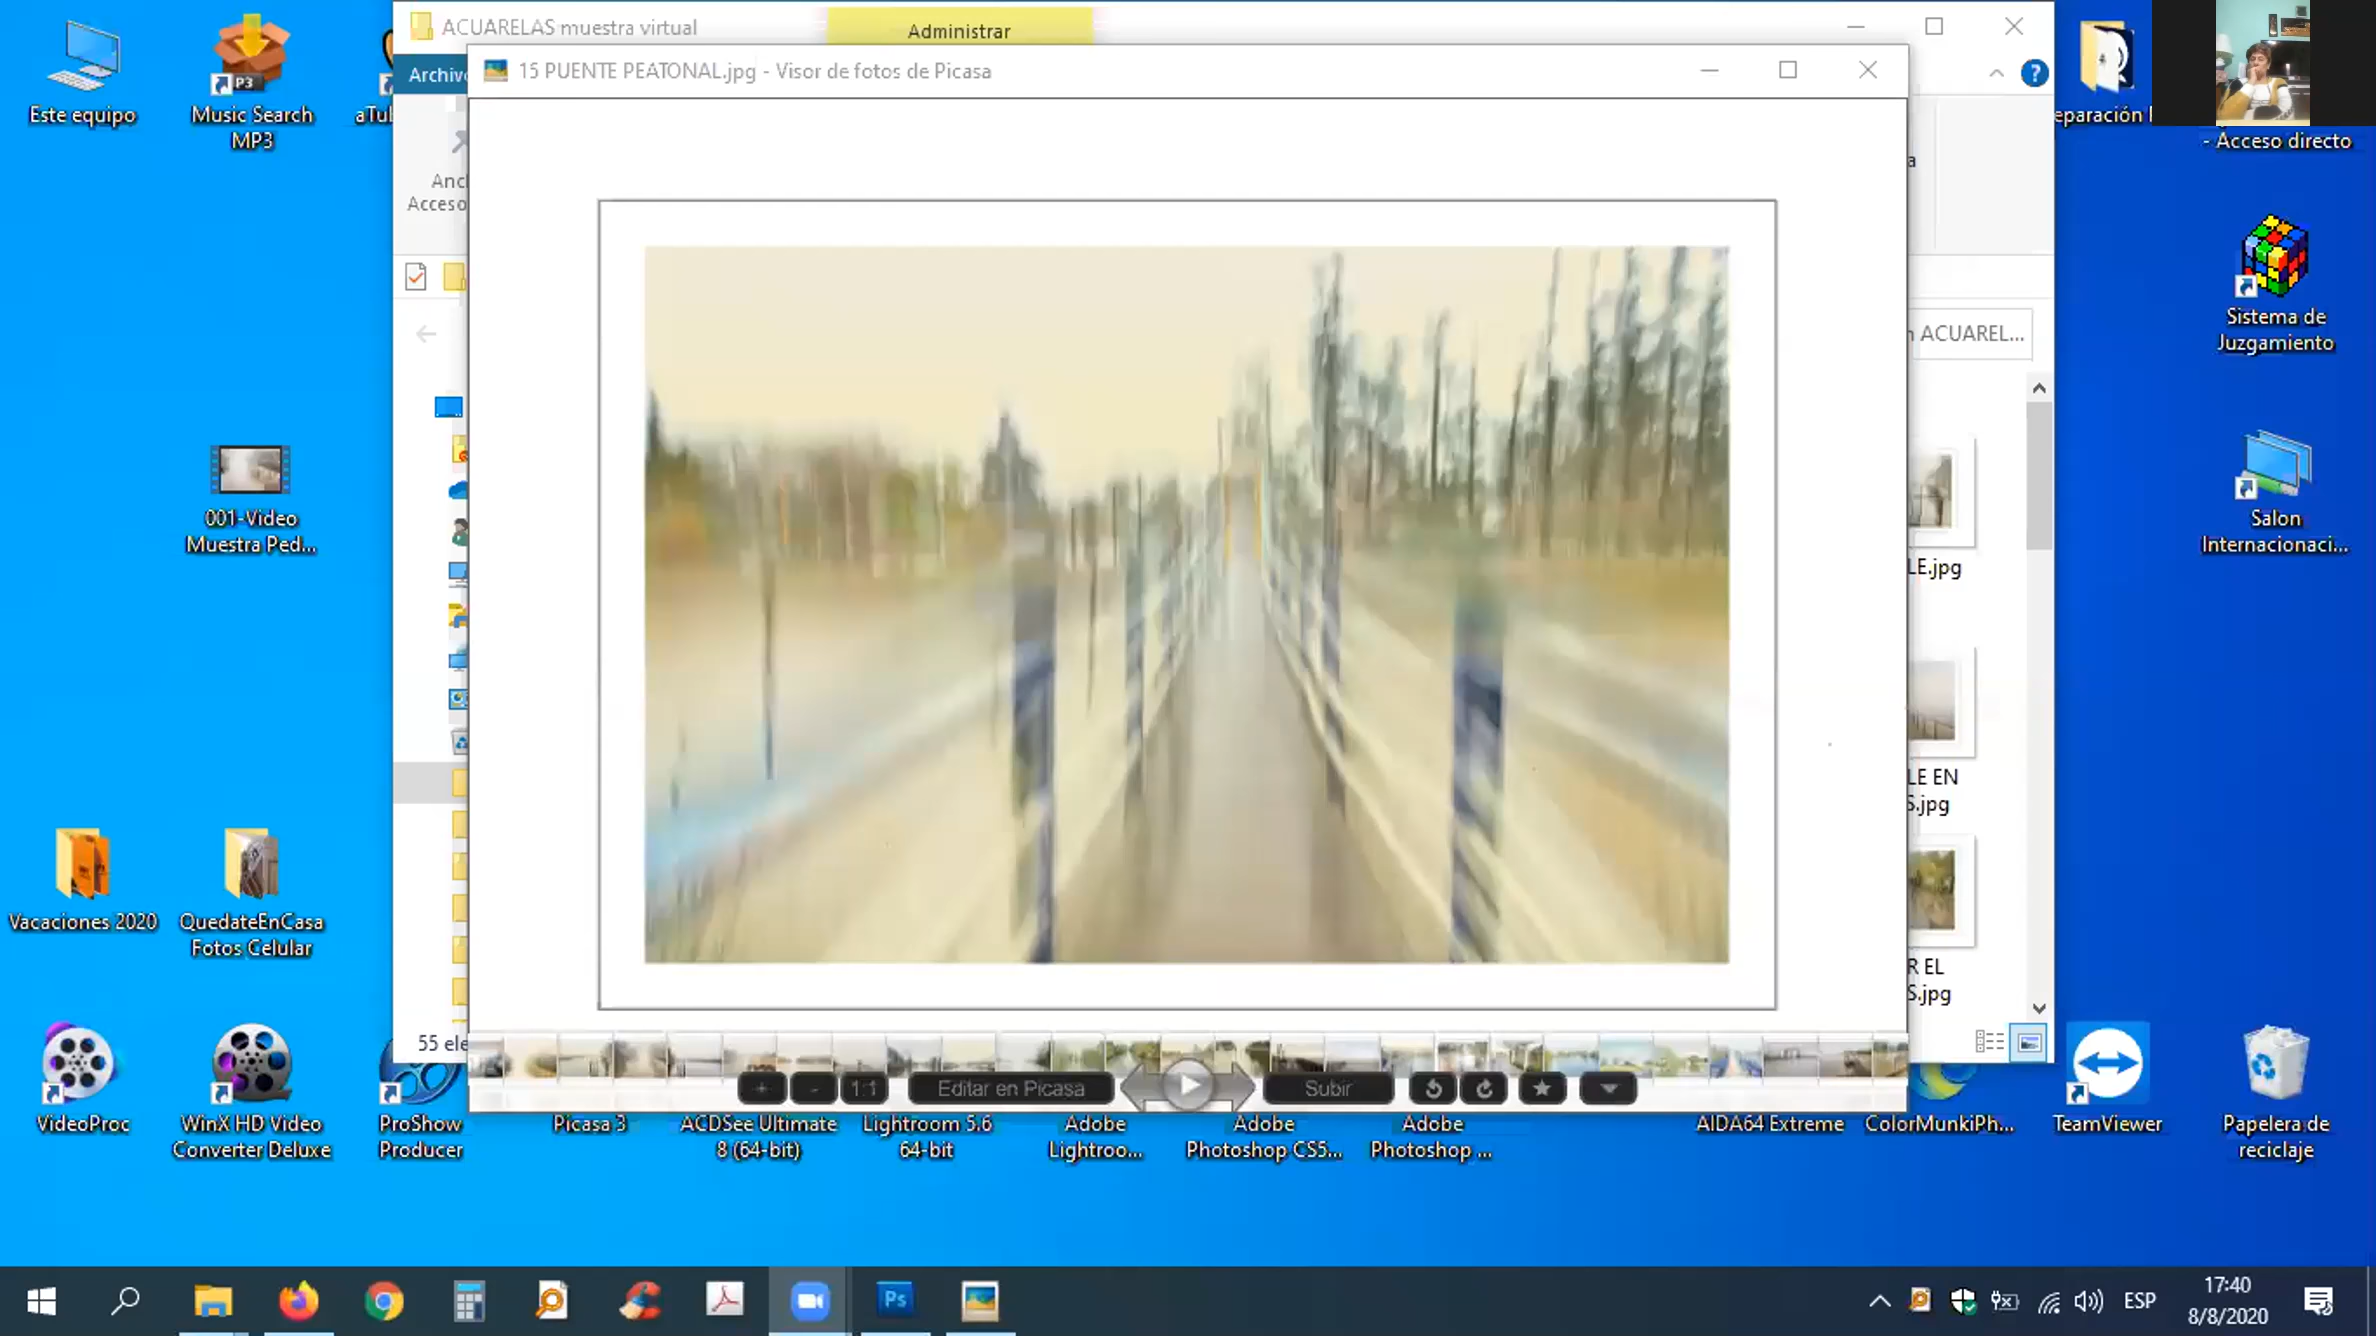 ACUARELAS muestra virtual
Administrar
15 PUENTE PEATONAL.jpg - Visor de fotos de Picasa
Este equipo
Music Search
MP3
- Acceso directo
ACUAREL...
Sistema de
Juzgamiento
001-Video
Muestra Ped...
Salon
Internacionaci...
LE.jpg
LE EN
S.jpg
R EL
S.jpg
Vacaciones 2020
QuedateEnCasa
Fotos Celular
55 ele
1:1
Editar en Picasa
Subir
VideoProc
WinX HD Video
Converter Deluxe
ProShow
Producer
Picasa 3
ACDSee Ultimate
8 (64-bit)
Lightroom 5.6
64-bit
Adobe
Lightroo...
Adobe
Photoshop CS5...
Adobe
Photoshop ...
AIDA64 Extreme
ColorMunkiPh...
TeamViewer
Papelera de
reciclaje
Ps
ESP
17:40
8/8/2020